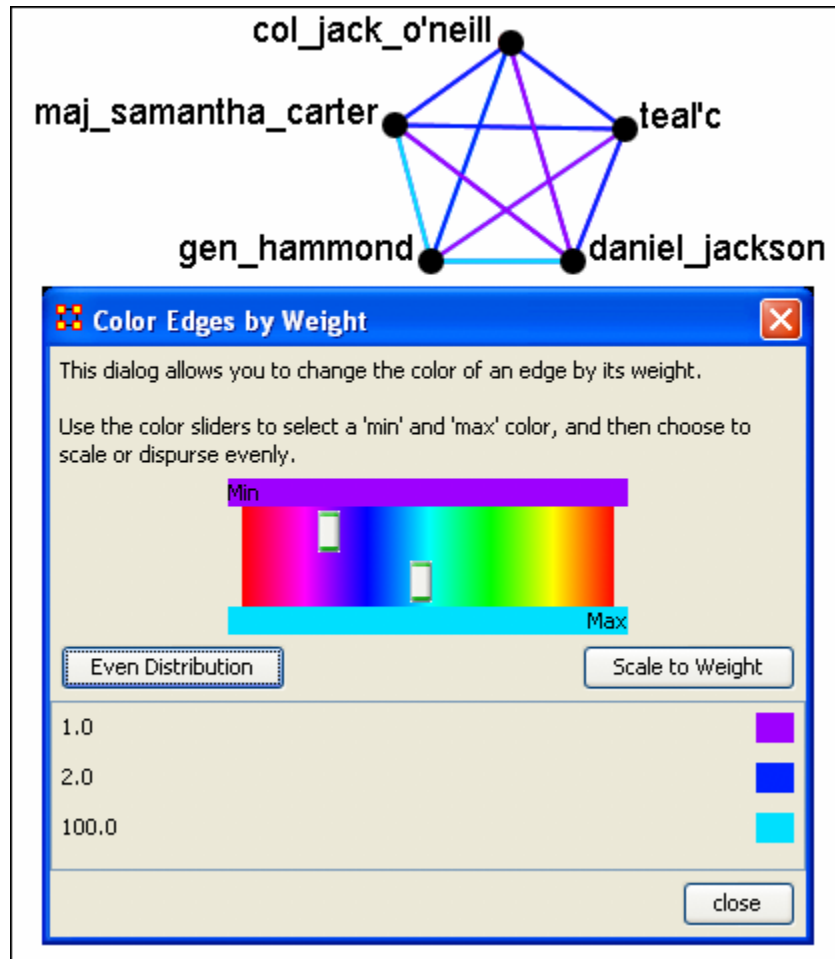 col_jack_o'neill
maj_samantha_carter
teal'c
gen_hammond
daniel_jackson
Color Edges by Weight
This dialog allows you to change the color of an edge by its weight.
Use the color sliders to select a 'min' and 'max' color, and then choose to
scale or dispurse evenly.
Min
Max
Even Distribution
Scale to Weight
1.0
2.0
100.0
close